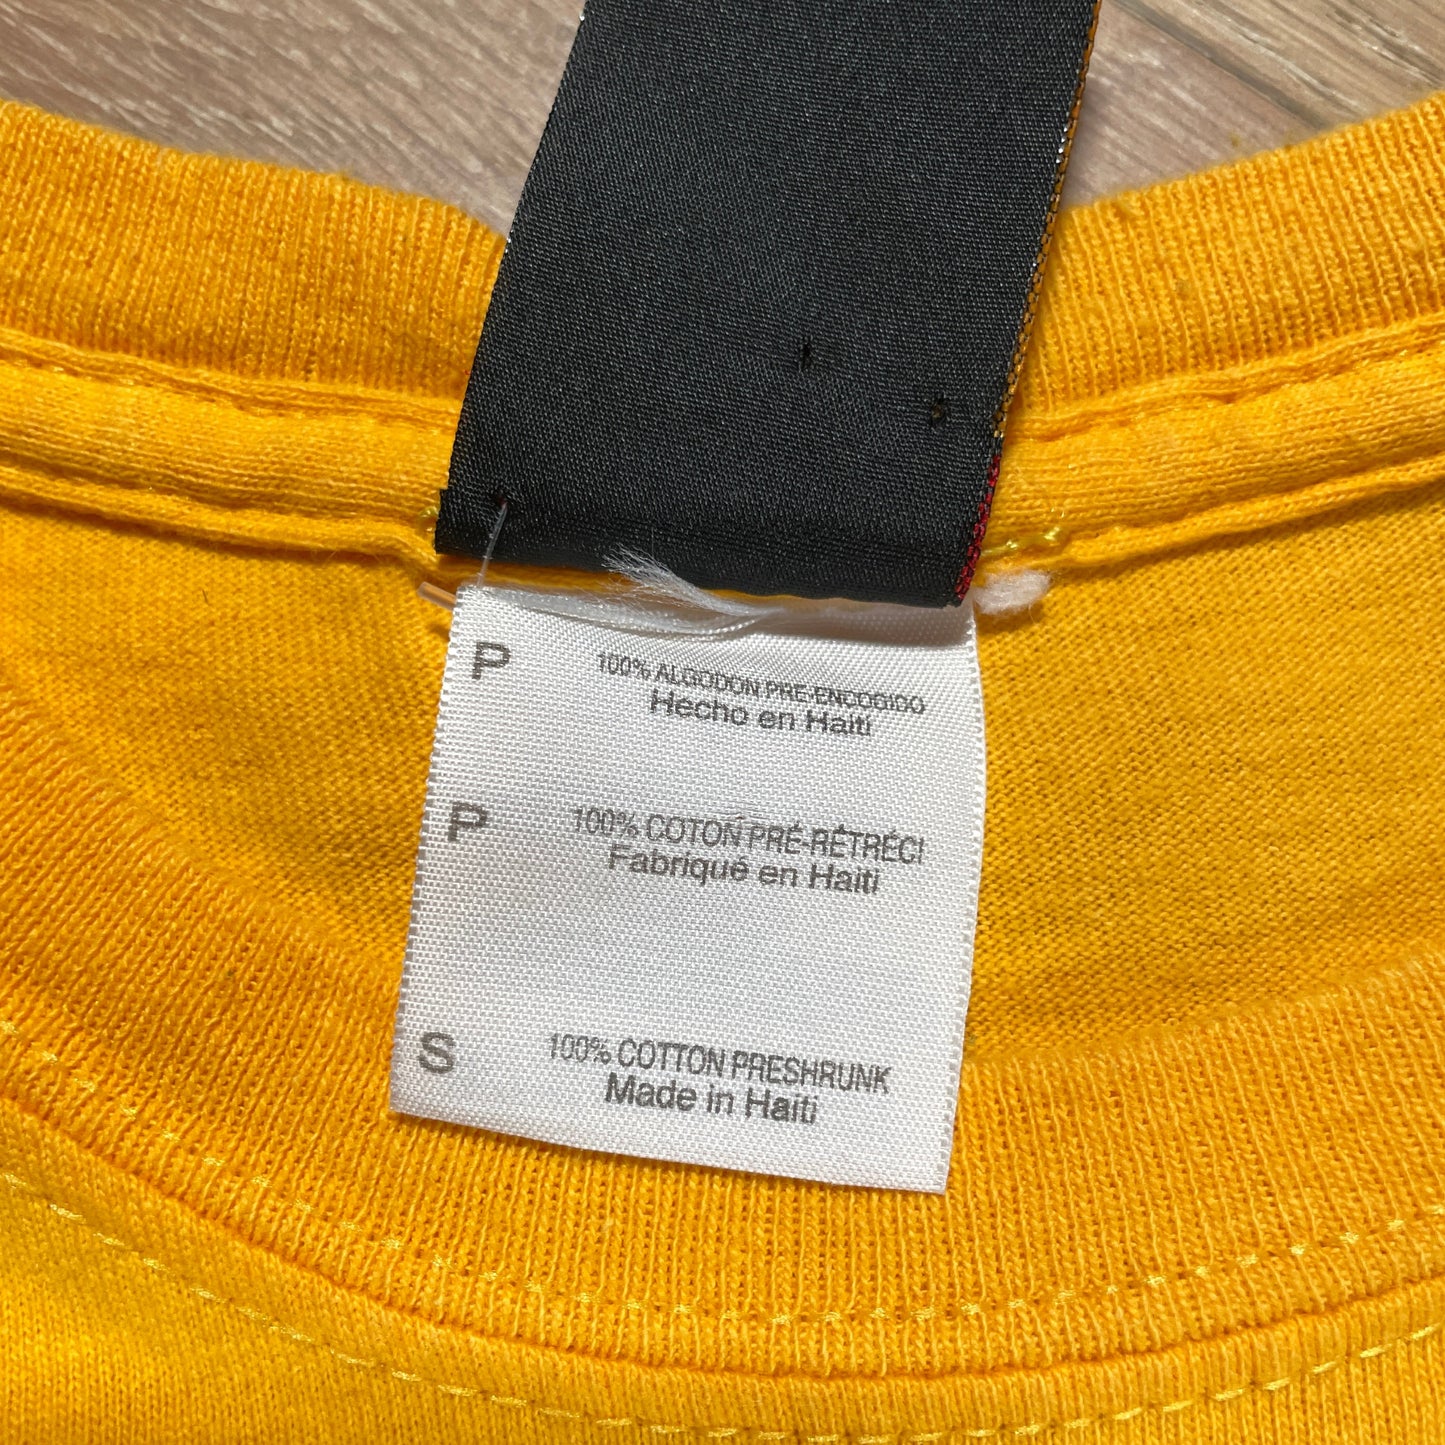 P 100% ALGODON PRE-ENCOGIDO
Hecho en Haiti
P 100% COTON PRÉ-RÉTRÉCI
Fabriqué en Haiti
S 100% COTTON PRESHRUNK
Made in Haiti